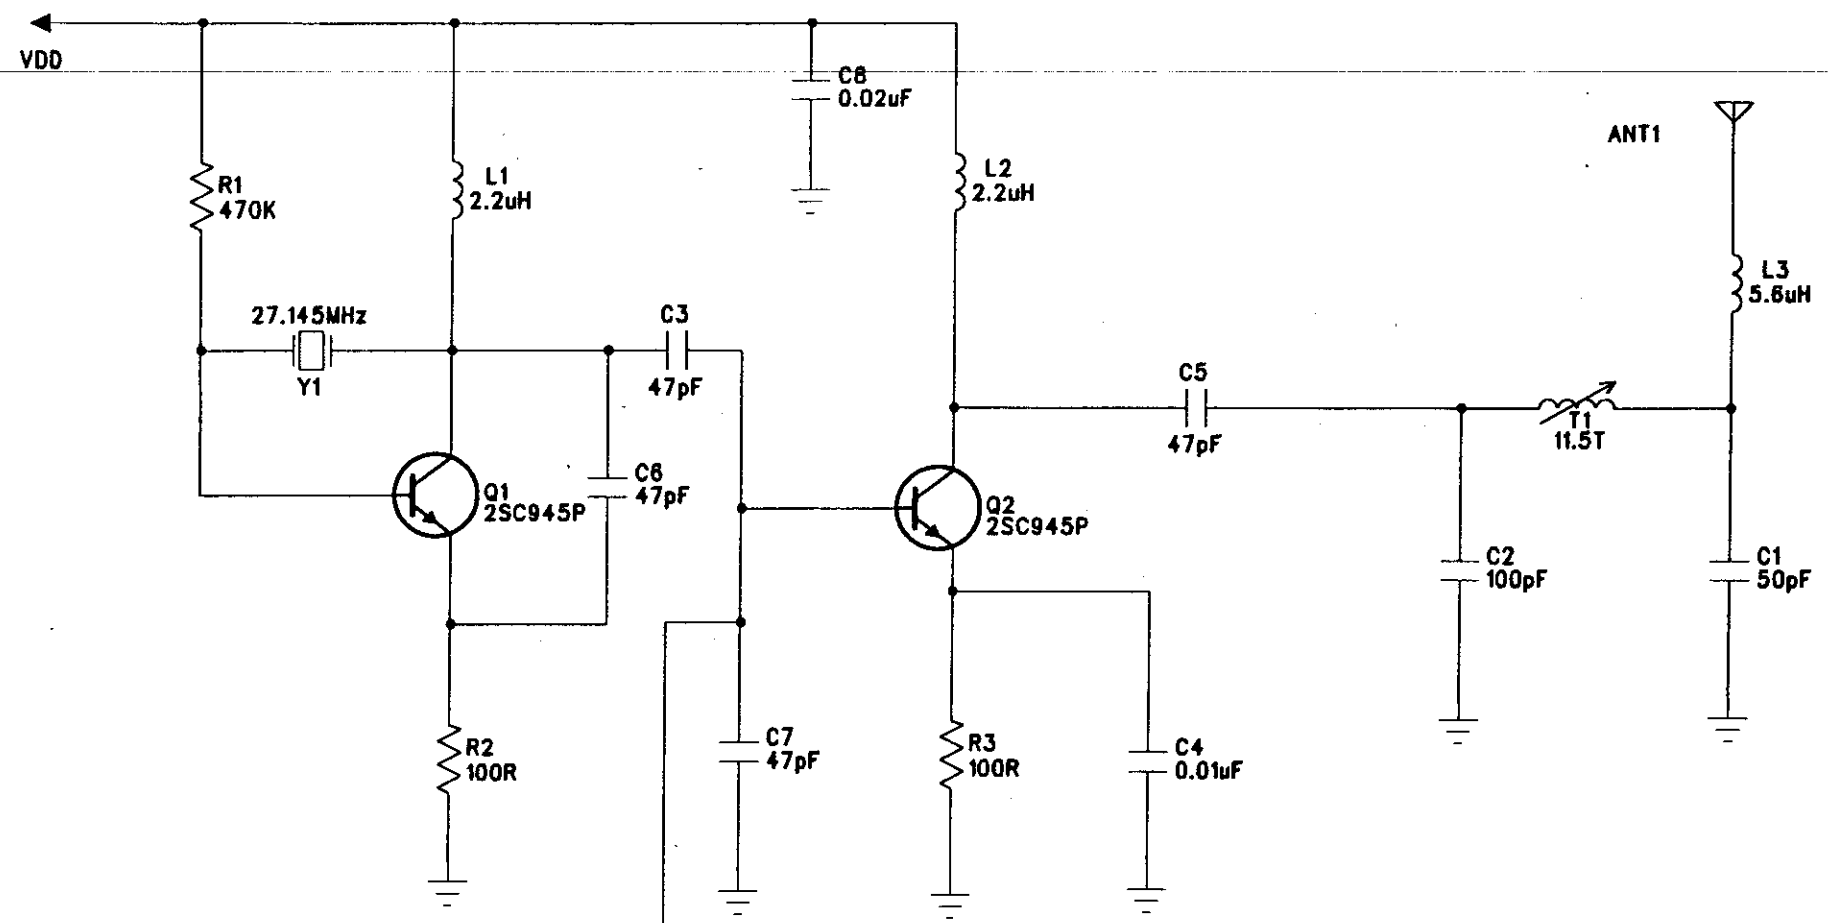 VDD
C8
0.02uF
ANT1
R1
470K
L1
2.2uH
L2
2.2uH
L3
5.6uH
27.145MHz
Y1
C3
47pF
C5
47pF
T1
11.5T
Q1
2SC945P
C6
47pF
Q2
2SC945P
C2
100pF
C1
50pF
R2
100R
C7
47pF
R3
100R
C4
0.01uF